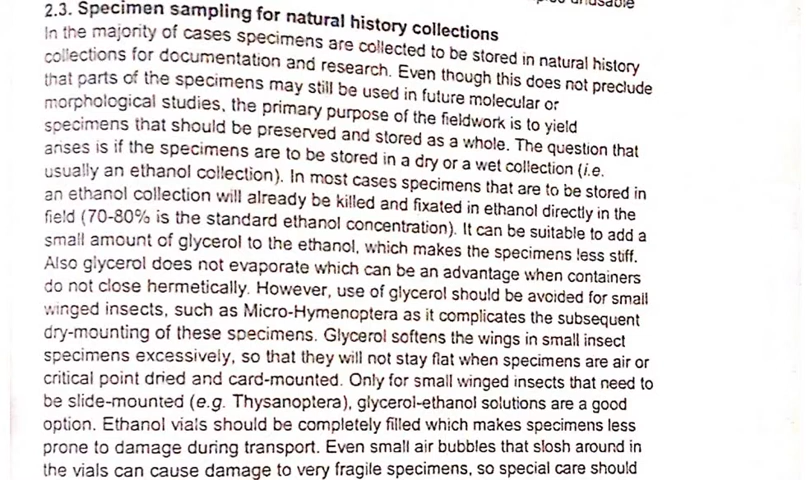 unusable
2.3. Specimen sampling for natural history collections
In the majority of cases specimens are collected to be stored in natural history
collections for documentation and research. Even though this does not preclude
that parts of the specimens may still be used in future molecular or
morphological studies, the primary purpose of the fieldwork is to yield
specimens that should be preserved and stored as a whole. The question that
arises is if the specimens are to be stored in a dry or a wet collection (i.e.
usually an ethanol collection). In most cases specimens that are to be stored in
an ethanol collection will already be killed and fixated in ethanol directly in the
field (70-80% is the standard ethanol concentration). It can be suitable to add a
small amount of glycerol to the ethanol, which makes the specimens less stiff.
Also glycerol does not evaporate which can be an advantage when containers
do not close hermetically. However, use of glycerol should be avoided for small
winged insects, such as Micro-Hymenoptera as it complicates the subsequent
dry-mounting of these specimens. Glycerol softens the wings in small insect
specimens excessively, so that they will not stay flat when specimens are air or
critical point dried and card-mounted. Only for small winged insects that need to
be slide-mounted (e.g. Thysanoptera), glycerol-ethanol solutions are a good
option. Ethanol vials should be completely filled which makes specimens less
prone to damage during transport. Even small air bubbles that slosh around in
the vials can cause damage to very fragile specimens, so special care should